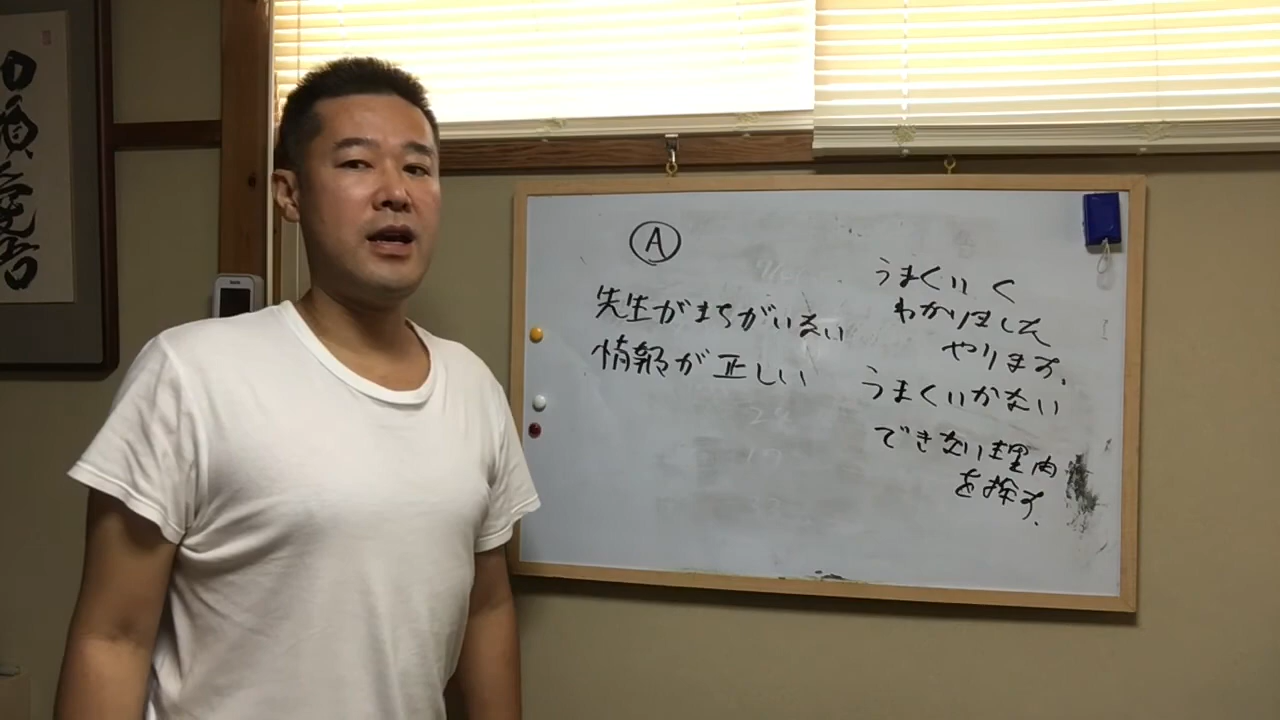 A
先生がまちがいない
情報が正しい
うまくいく
わかりました
やります。
うまくいかない
できない理由
を探す。